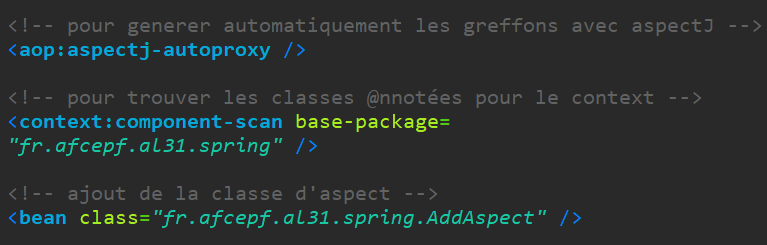 <!-- pour generer automatiquement les greffons avec aspectJ -->
<aop:aspectj-autoproxy />
<!-- pour trouver les classes @nnotées pour le context -->
<context:component-scan base-package=
"fr.afcepf.al31.spring" />
<!-- ajout de la classe d'aspect -->
<bean class="fr.afcepf.al31.spring.AddAspect" />